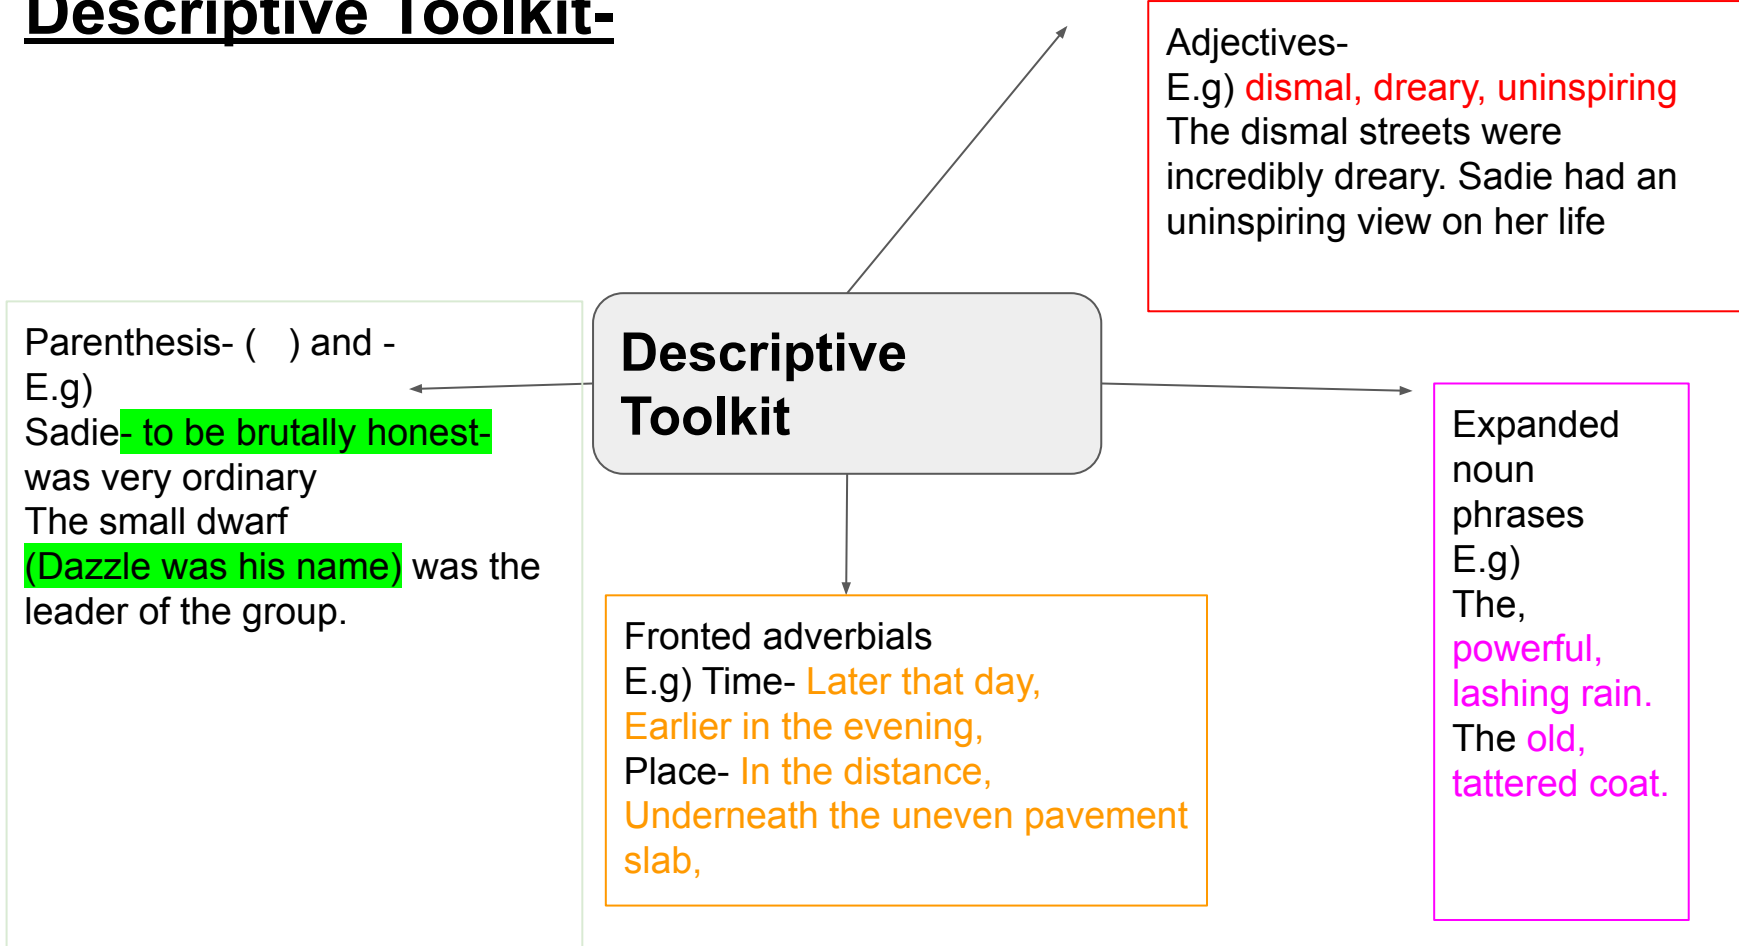 Descriptive Toolkit-
Adjectives-
E.g) dismal, dreary, uninspiring
The dismal streets were
incredibly dreary. Sadie had an
uninspiring view on her life
Parenthesis- (   ) and -
E.g)
Sadie- to be brutally honest-
was very ordinary
The small dwarf
(Dazzle was his name) was the
leader of the group.
Descriptive
Toolkit
Expanded
noun
phrases
E.g)
The,
powerful,
lashing rain.
The old,
tattered coat.
Fronted adverbials
E.g) Time- Later that day,
Earlier in the evening,
Place- In the distance,
Underneath the uneven pavement
slab,